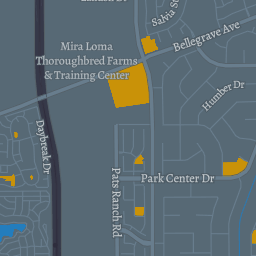 Salvia St
Bellegrave Ave
Mira Loma
Thoroughbred Farms
& Training Center
Humber Dr
Daybreak Dr
Park Center Dr
Pats Ranch Rd